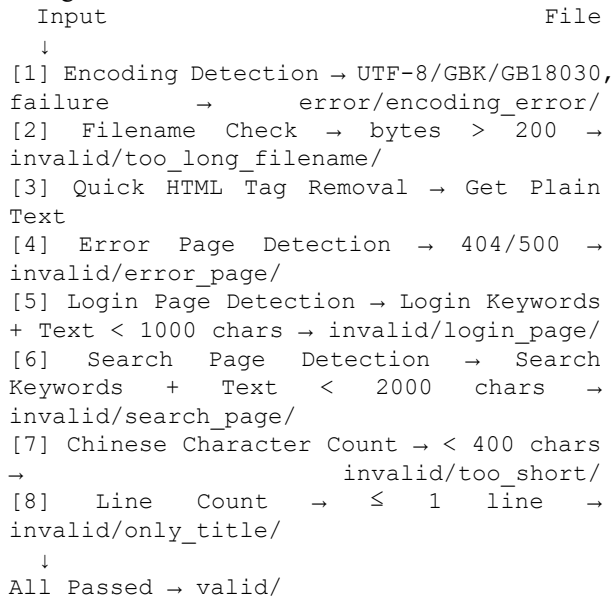 Input File
↓
[1] Encoding Detection → UTF-8/GBK/GB18030,
failure → error/encoding_error/
[2] Filename Check → bytes > 200 →
invalid/too_long_filename/
[3] Quick HTML Tag Removal → Get Plain
Text
[4] Error Page Detection → 404/500 →
invalid/error_page/
[5] Login Page Detection → Login Keywords
+ Text < 1000 chars → invalid/login_page/
[6] Search Page Detection → Search
Keywords + Text < 2000 chars →
invalid/search_page/
[7] Chinese Character Count → < 400 chars
→ invalid/too_short/
[8] Line Count → ≤ 1 line →
invalid/only_title/
↓
All Passed → valid/